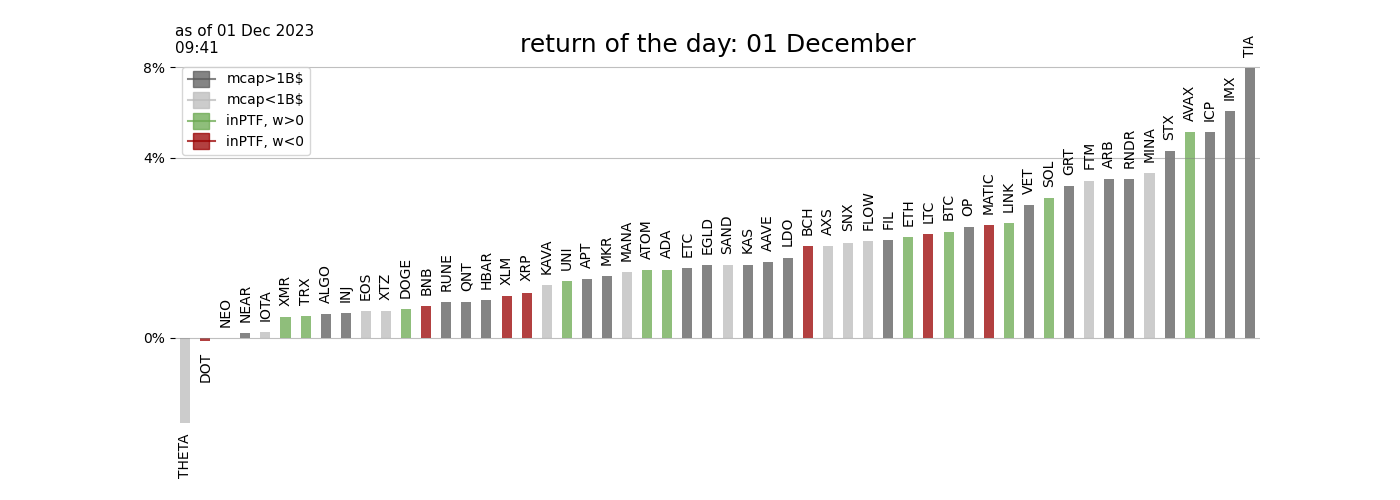 as of 01 Dec 2023
09:41
return of the day: 01 December
8%
4%
0%
mcap>1B$
mcap<1B$
inPTF, w>0
inPTF, w<0
THETA
DOT
NEO
NEAR
IOTA
XMR
TRX
ALGO
INJ
EOS
XTZ
DOGE
BNB
RUNE
QNT
HBAR
XLM
XRP
KAVA
UNI
APT
MKR
MANA
ATOM
ADA
ETC
EGLD
SAND
KAS
AAVE
LDO
BCH
AXS
SNX
FLOW
FIL
ETH
LTC
BTC
OP
MATIC
LINK
VET
SOL
GRT
FTM
ARB
RNDR
MINA
STX
AVAX
ICP
IMX
TIA